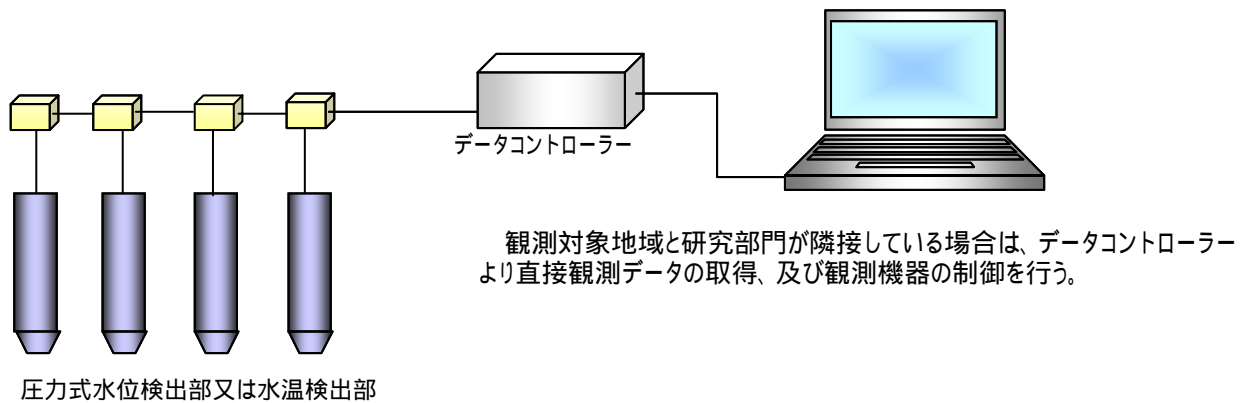 データコントローラー
観測対象地域と研究部門が隣接している場合は、データコントローラー
より直接観測データの取得、及び観測機器の制御を行う。
圧力式水位検出部又は水温検出部